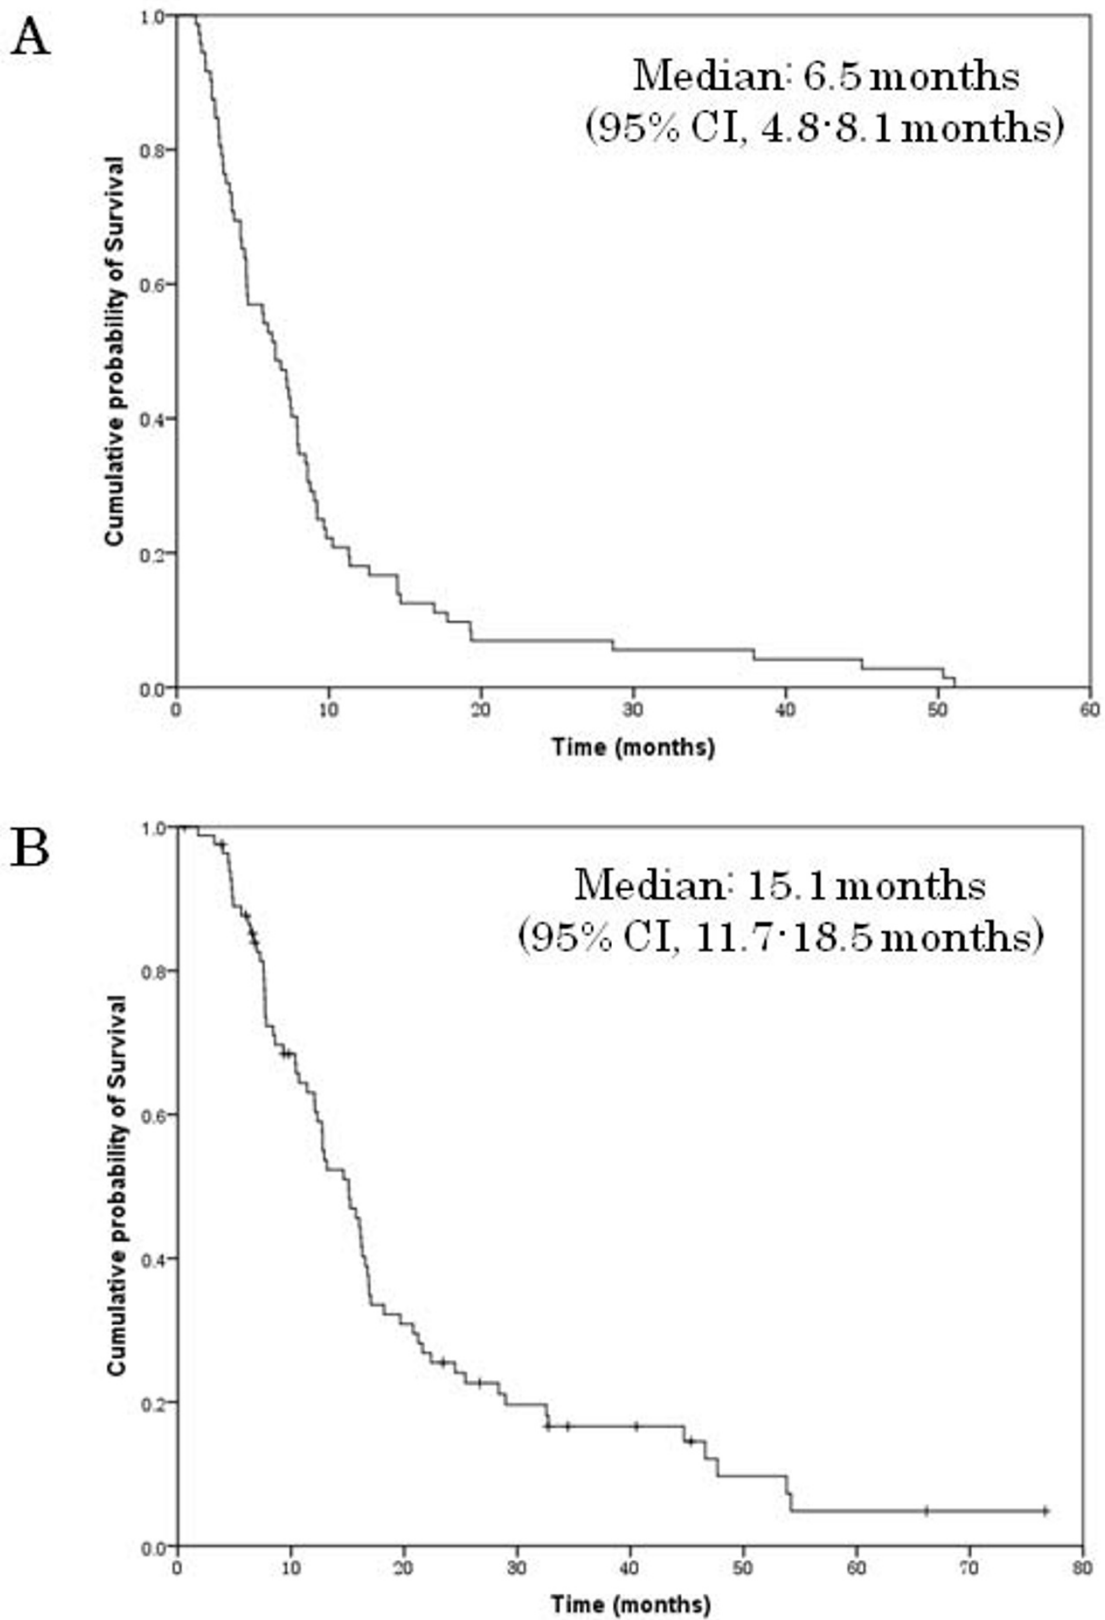 A
Median: 6.5 months
(95% CI, 4.8-8.1 months)
Cumulative probability of Survival
1.0
0.8
0.6
0.4
0.2
0.0
0 10 20 30 40 50 60
Time (months)
B
Median: 15.1 months
(95% CI, 11.7-18.5 months)
Cumulative probability of Survival
1.0
0.8
0.6
0.4
0.2
0.0
0 10 20 30 40 50 60 70 80
Time (months)